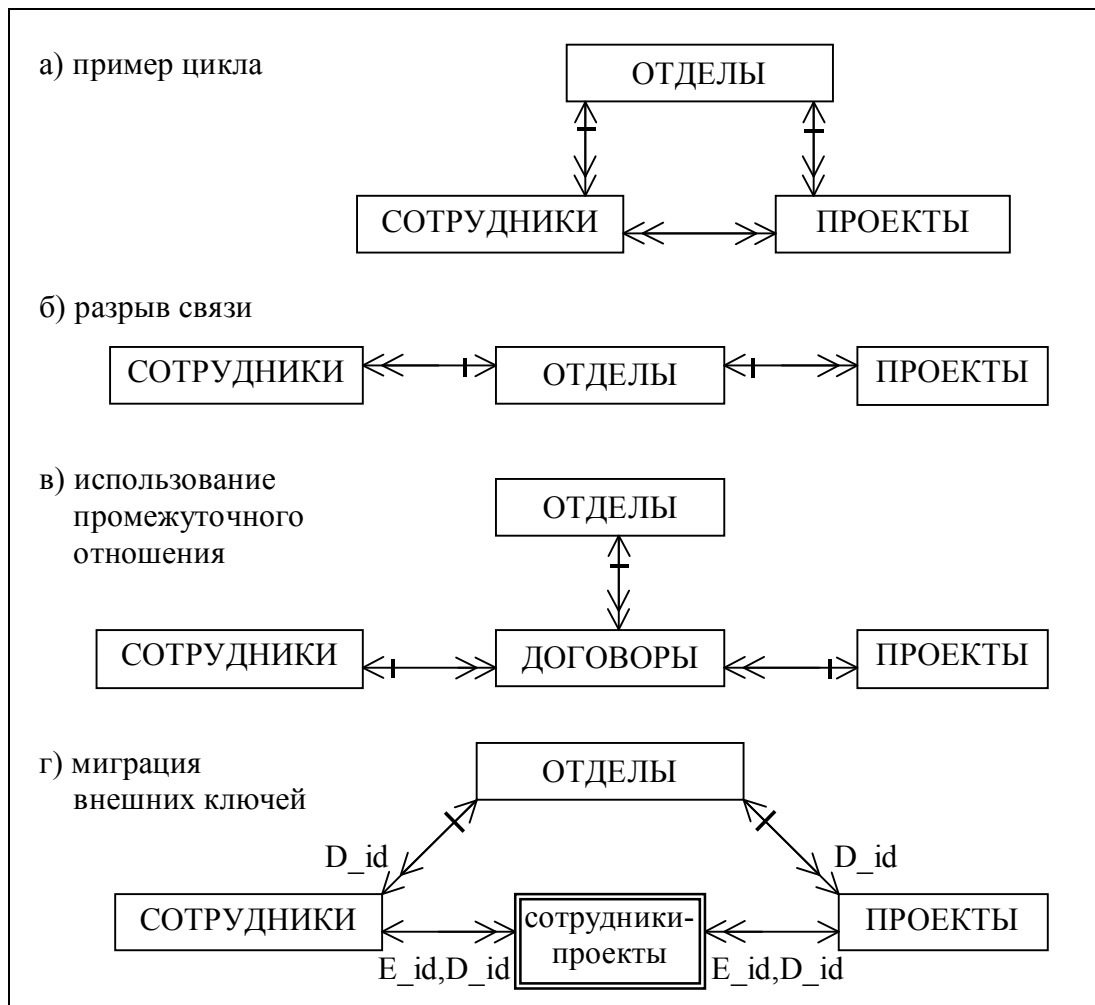 а) пример цикла
ОТДЕЛЫ
СОТРУДНИКИ
ПРОЕКТЫ
б) разрыв связи
СОТРУДНИКИ
ОТДЕЛЫ
ПРОЕКТЫ
в) использование
промежуточного
отношения
ОТДЕЛЫ
СОТРУДНИКИ
ДОГОВОРЫ
ПРОЕКТЫ
г) миграция
внешних ключей
ОТДЕЛЫ
D_id
D_id
СОТРУДНИКИ
сотрудники-
проекты
ПРОЕКТЫ
E_id,D_id
E_id,D_id